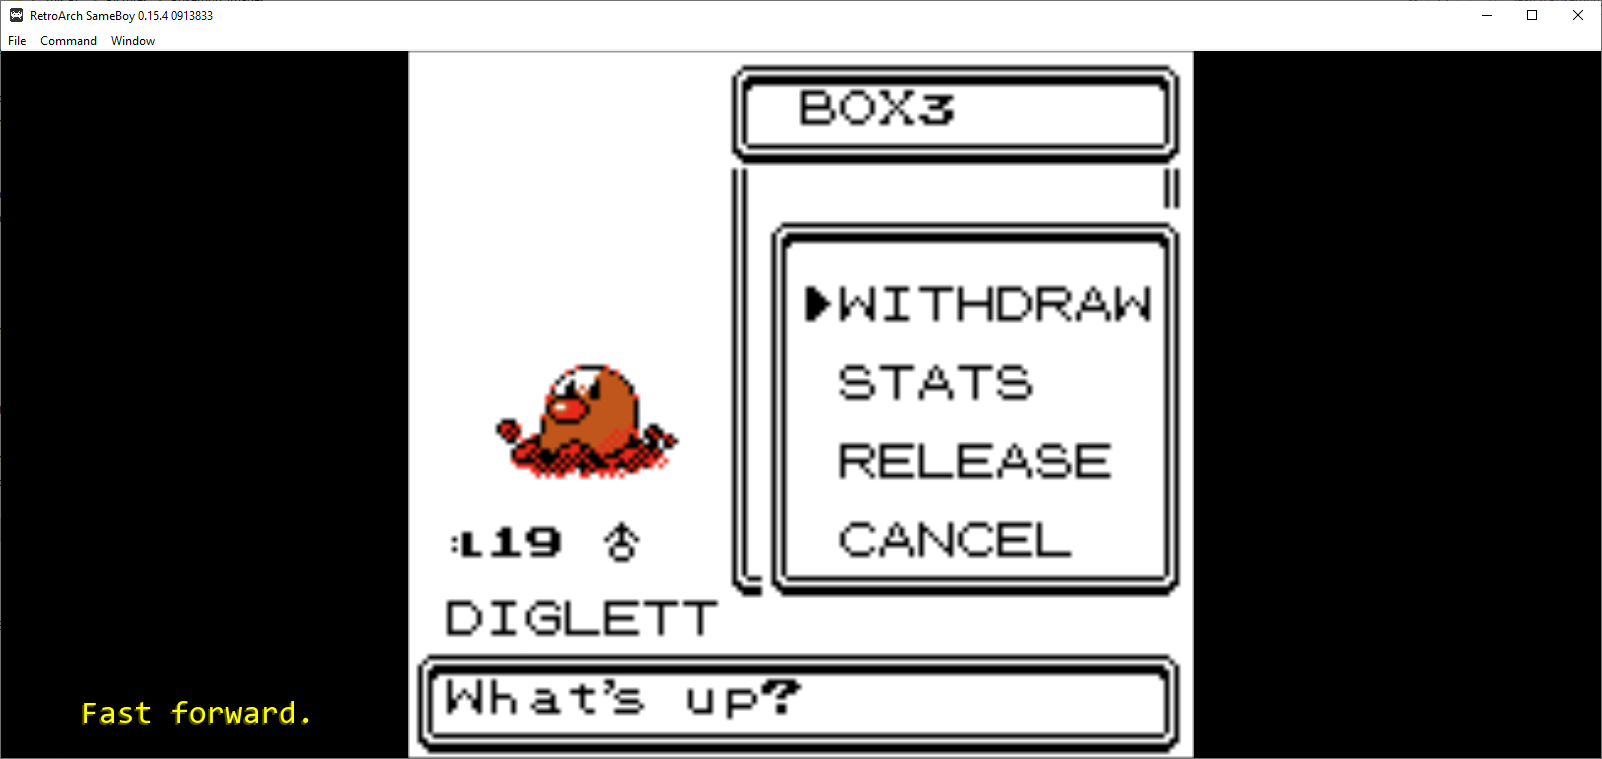 RetroArch SameBoy 0.15.4 0913833
File Command Window
BOX3
▶WITHDRAW
STATS
RELEASE
CANCEL
:L19 ♂
DIGLETT
What's up?
Fast forward.